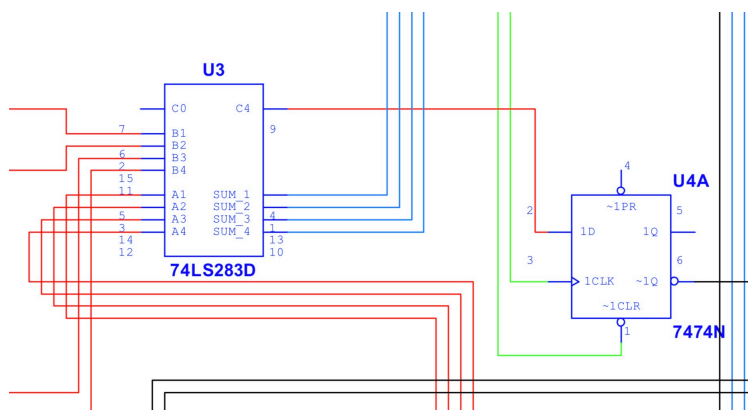 U3
C0 C4
7 9
B1
B2
6
B3
2
B4
15
11
A1 SUM_1
A2 SUM_2
5 4
A3 SUM_3
3 1
A4 SUM_4
14 13
12 10
74LS283D
4
U4A
~1PR
2 5
1D 1Q
3 6
1CLK ~1Q
~1CLR
1
7474N